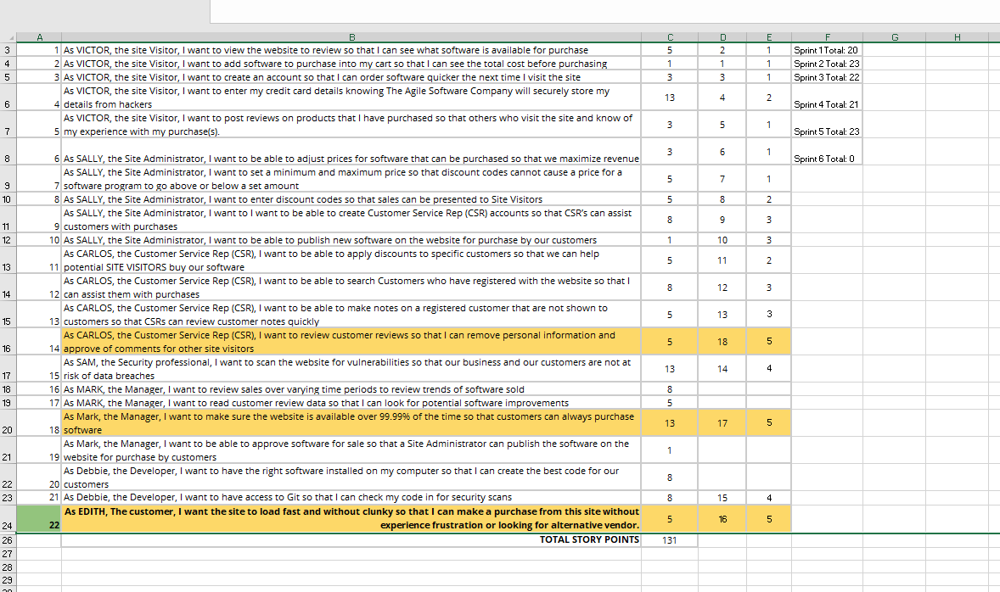 A B C D E F G H
3 1 As VICTOR, the site Visitor, I want to view the website to review so that I can see what software is available for purchase 5 2 1 Sprint 1 Total: 20
4 2 As VICTOR, the site Visitor, I want to add software to purchase into my cart so that I can see the total cost before purchasing 1 1 1 Sprint 2 Total: 23
5 3 As VICTOR, the site Visitor, I want to create an account so that I can order software quicker the next time I visit the site 3 3 1 Sprint 3 Total: 22
As VICTOR, the site Visitor, I want to enter my credit card details knowing The Agile Software Company will securely store my
6 4 details from hackers 13 4 2 Sprint 4 Total: 21
As VICTOR, the site Visitor, I want to post reviews on products that I have purchased so that others who visit the site and know of
7 5 my experience with my purchase(s). 3 5 1 Sprint 5 Total: 23
8 6 As SALLY, the Site Administrator, I want to be able to adjust prices for software that can be purchased so that we maximize revenue 3 6 1 Sprint 6 Total: 0
As SALLY, the Site Administrator, I want to set a minimum and maximum price so that discount codes cannot cause a price for a
9 7 software program to go above or below a set amount 5 7 1
10 8 As SALLY, the Site Administrator, I want to enter discount codes so that sales can be presented to Site Visitors 5 8 2
As SALLY, the Site Administrator, I want to I want to be able to create Customer Service Rep (CSR) accounts so that CSR's can assist
11 9 customers with purchases 8 9 3
12 10 As SALLY, the Site Administrator, I want to be able to publish new software on the website for purchase by our customers 1 10 3
As CARLOS, the Customer Service Rep (CSR), I want to be able to apply discounts to specific customers so that we can help
13 11 potential SITE VISITORS buy our software 5 11 2
As CARLOS, the Customer Service Rep (CSR), I want to be able to search Customers who have registered with the website so that I
14 12 can assist them with purchases 8 12 3
As CARLOS, the Customer Service Rep (CSR), I want to be able to make notes on a registered customer that are not shown to
15 13 customers so that CSRs can review customer notes quickly 5 13 3
As CARLOS, the Customer Service Rep (CSR), I want to review customer reviews so that I can remove personal information and
16 14 approve of comments for other site visitors 5 18 5
As SAM, the Security professional, I want to scan the website for vulnerabilities so that our business and our customers are not at
17 15 risk of data breaches 13 14 4
18 16 As MARK, the Manager, I want to review sales over varying time periods to review trends of software sold 8
19 17 As MARK, the Manager, I want to read customer review data so that I can look for potential software improvements 5
As Mark, the Manager, I want to make sure the website is available over 99.99% of the time so that customers can always purchase
20 18 software 13 17 5
As Mark, the Manager, I want to be able to approve software for sale so that a Site Administrator can publish the software on the
21 19 website for purchase by customers 1
As Debbie, the Developer, I want to have the right software installed on my computer so that I can create the best code for our
22 20 customers 8
23 21 As Debbie, the Developer, I want to have access to Git so that I can check my code in for security scans 8 15 4
As EDITH, The customer, I want the site to load fast and without clunky so that I can make a purchase from this site without
24 22 experience frustration or looking for alternative vendor. 5 16 5
26 TOTAL STORY POINTS 131
27
28
29